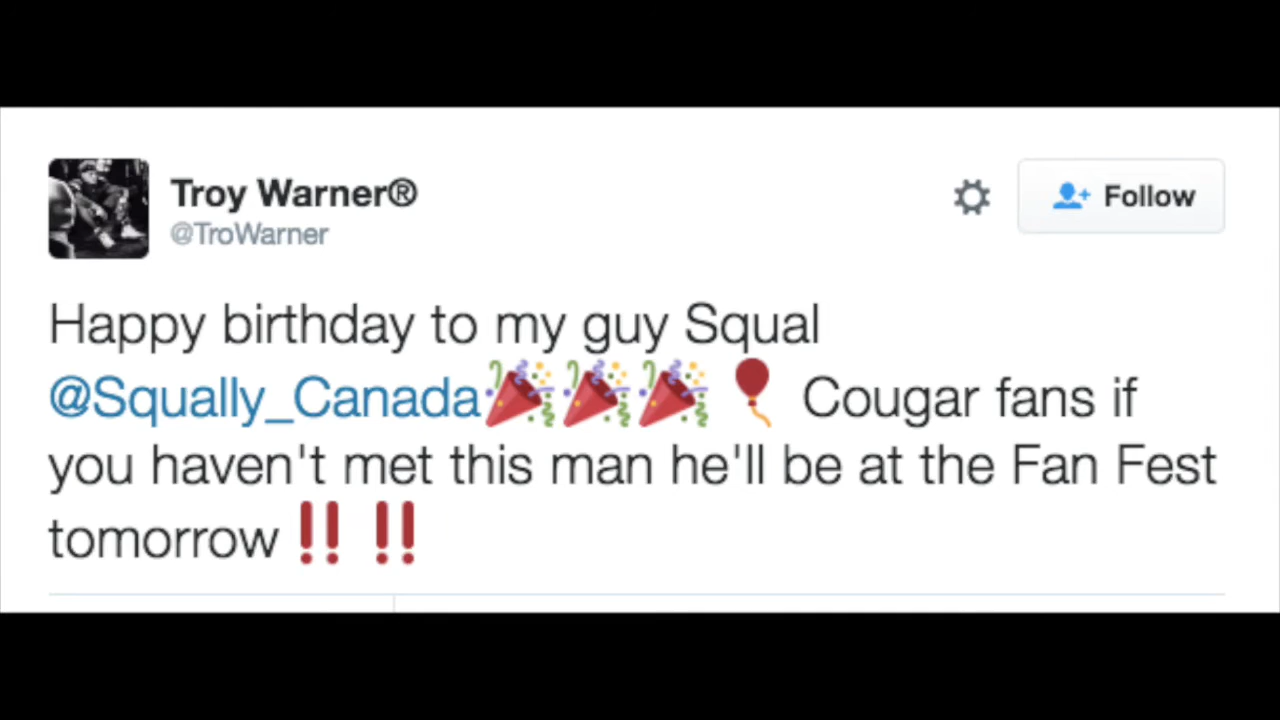 Troy Warner®
@TroWarner
Follow
Happy birthday to my guy Squal
@Squally_Canada🎉🎉🎉🎈 Cougar fans if
you haven't met this man he'll be at the Fan Fest
tomorrow‼️ ‼️